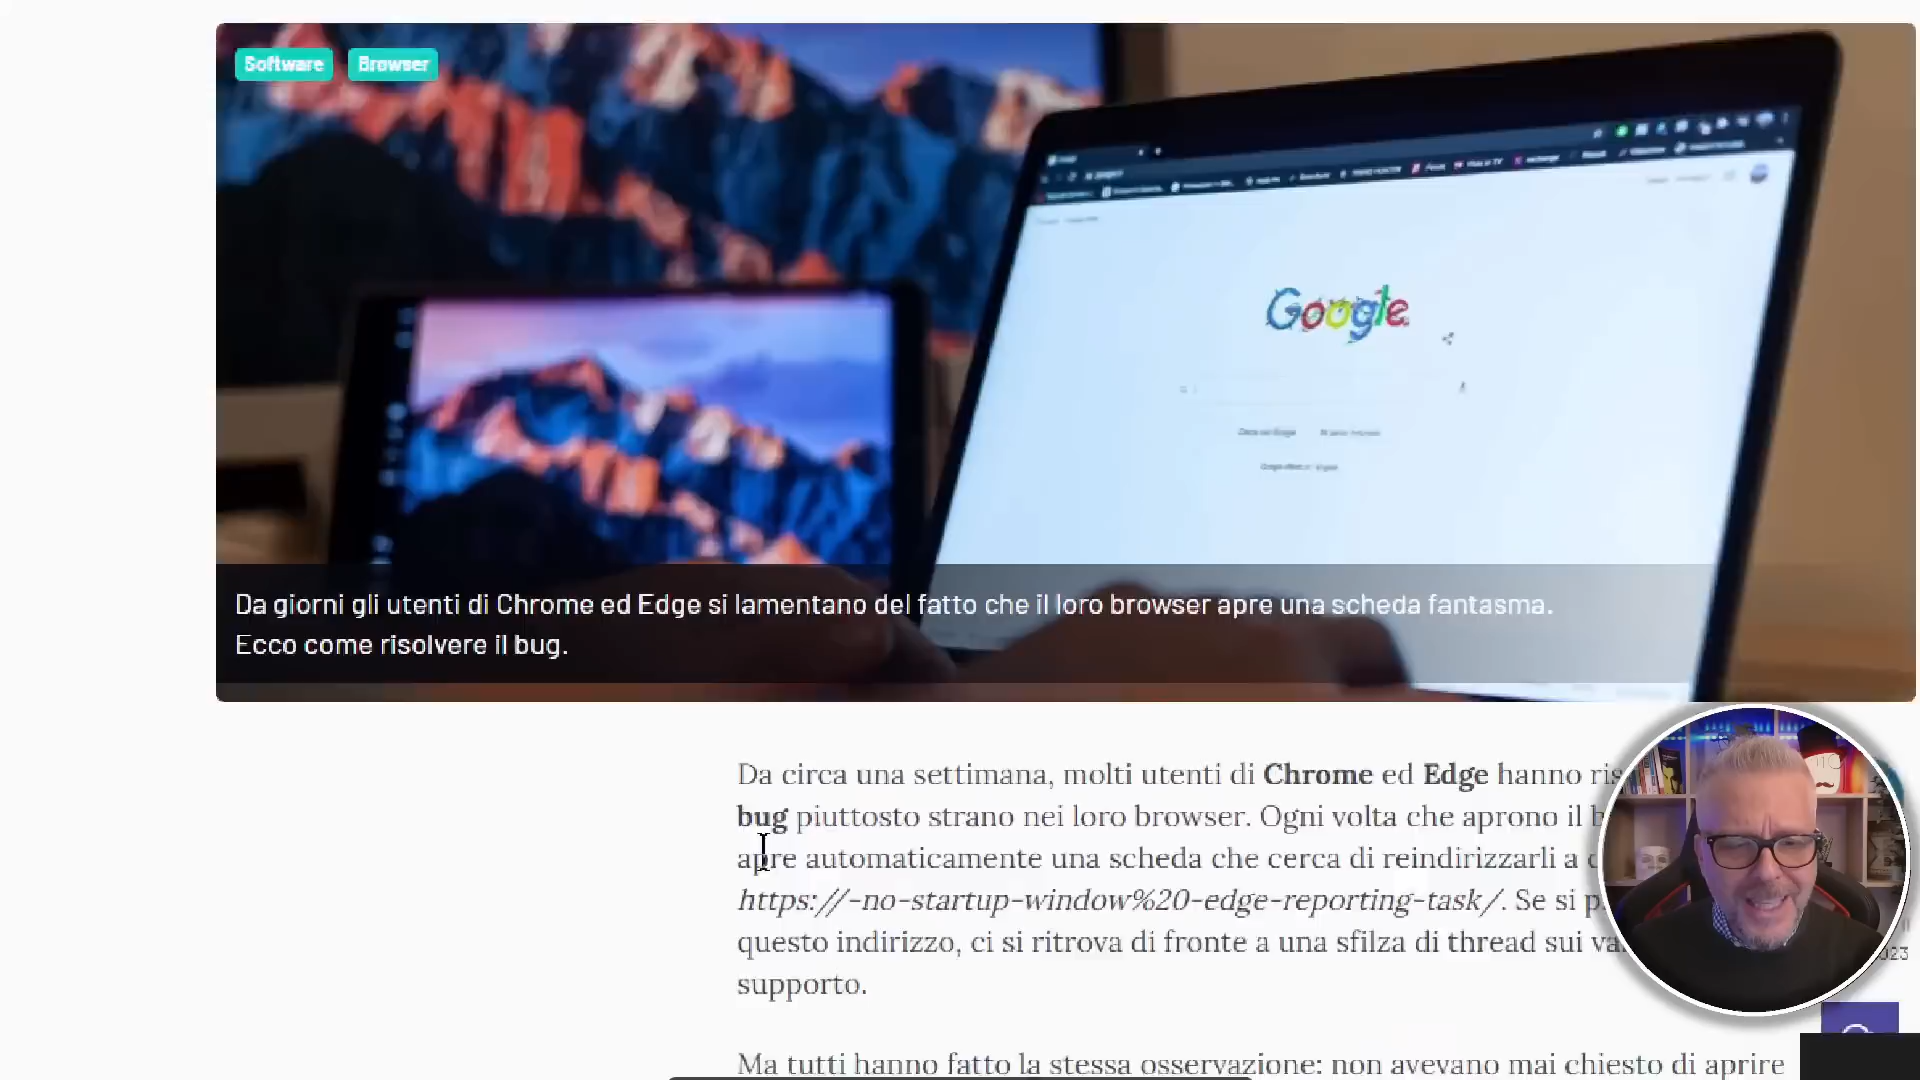 Software Browser
Google
Da giorni gli utenti di Chrome ed Edge si lamentano del fatto che il loro browser apre una scheda fantasma.
Ecco come risolvere il bug.
Da circa una settimana, molti utenti di Chrome ed Edge hanno
bug piuttosto strano nei loro browser. Ogni volta che aprono il
apre automaticamente una scheda che cerca di reindirizzarli a
https://-no-startup-window%20-edge-reporting-task/. Se si
questo indirizzo, ci si ritrova di fronte a una sfilza di thread sui
supporto.
Ma tutti hanno fatto la stessa osservazione: non avevano mai chiesto di aprire